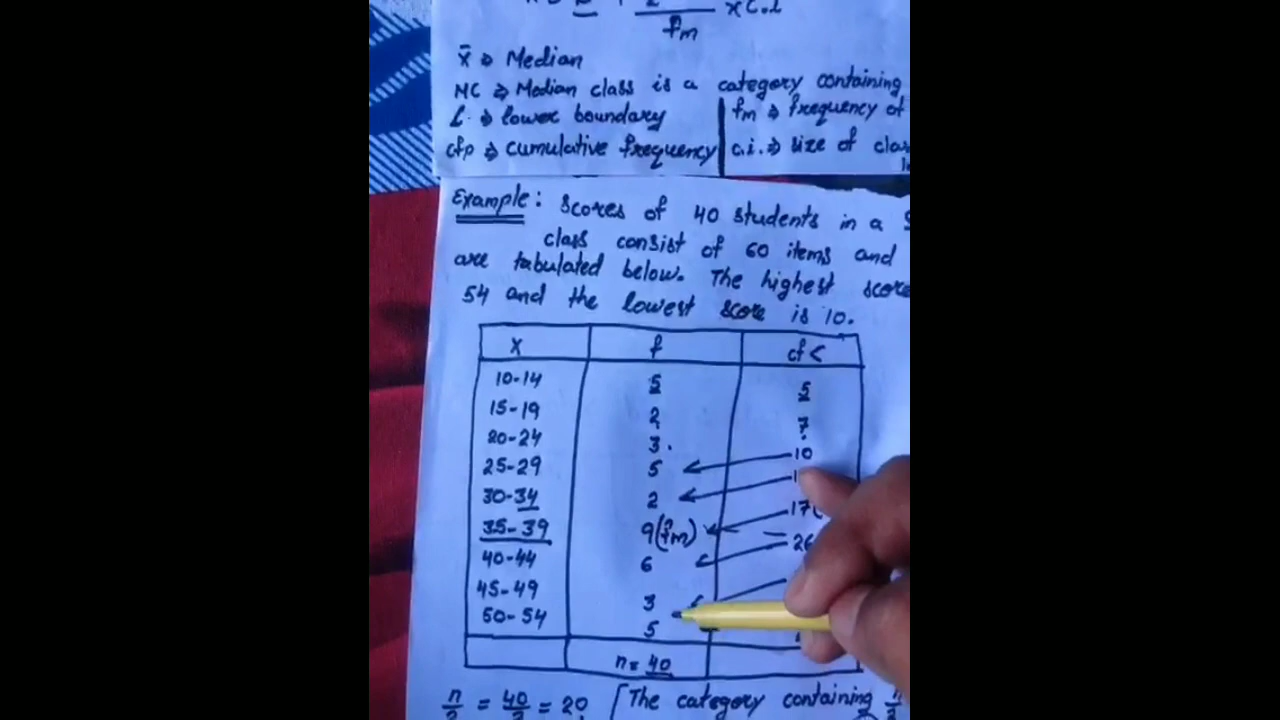 fm
x̄ ⇒ Median
MC ⇒ Median class is a category containing
L ⇒ lower boundary
fm ⇒ frequency of
cfp ⇒ cumulative frequency
c.i. ⇒ size of
Example: Scores of 40 students in a
class consist of 60 items and
are tabulated below. The highest score
54 and the lowest score is 10.
x f cf<
10-14 5 5
15-19 2 7
20-24 3 10
25-29 5
30-34 2 17
35-39 9(fm) 26
40-44 6
45-49 3
50-54 5
n = 40
n/2 = 40/2 = 20 [The category containing